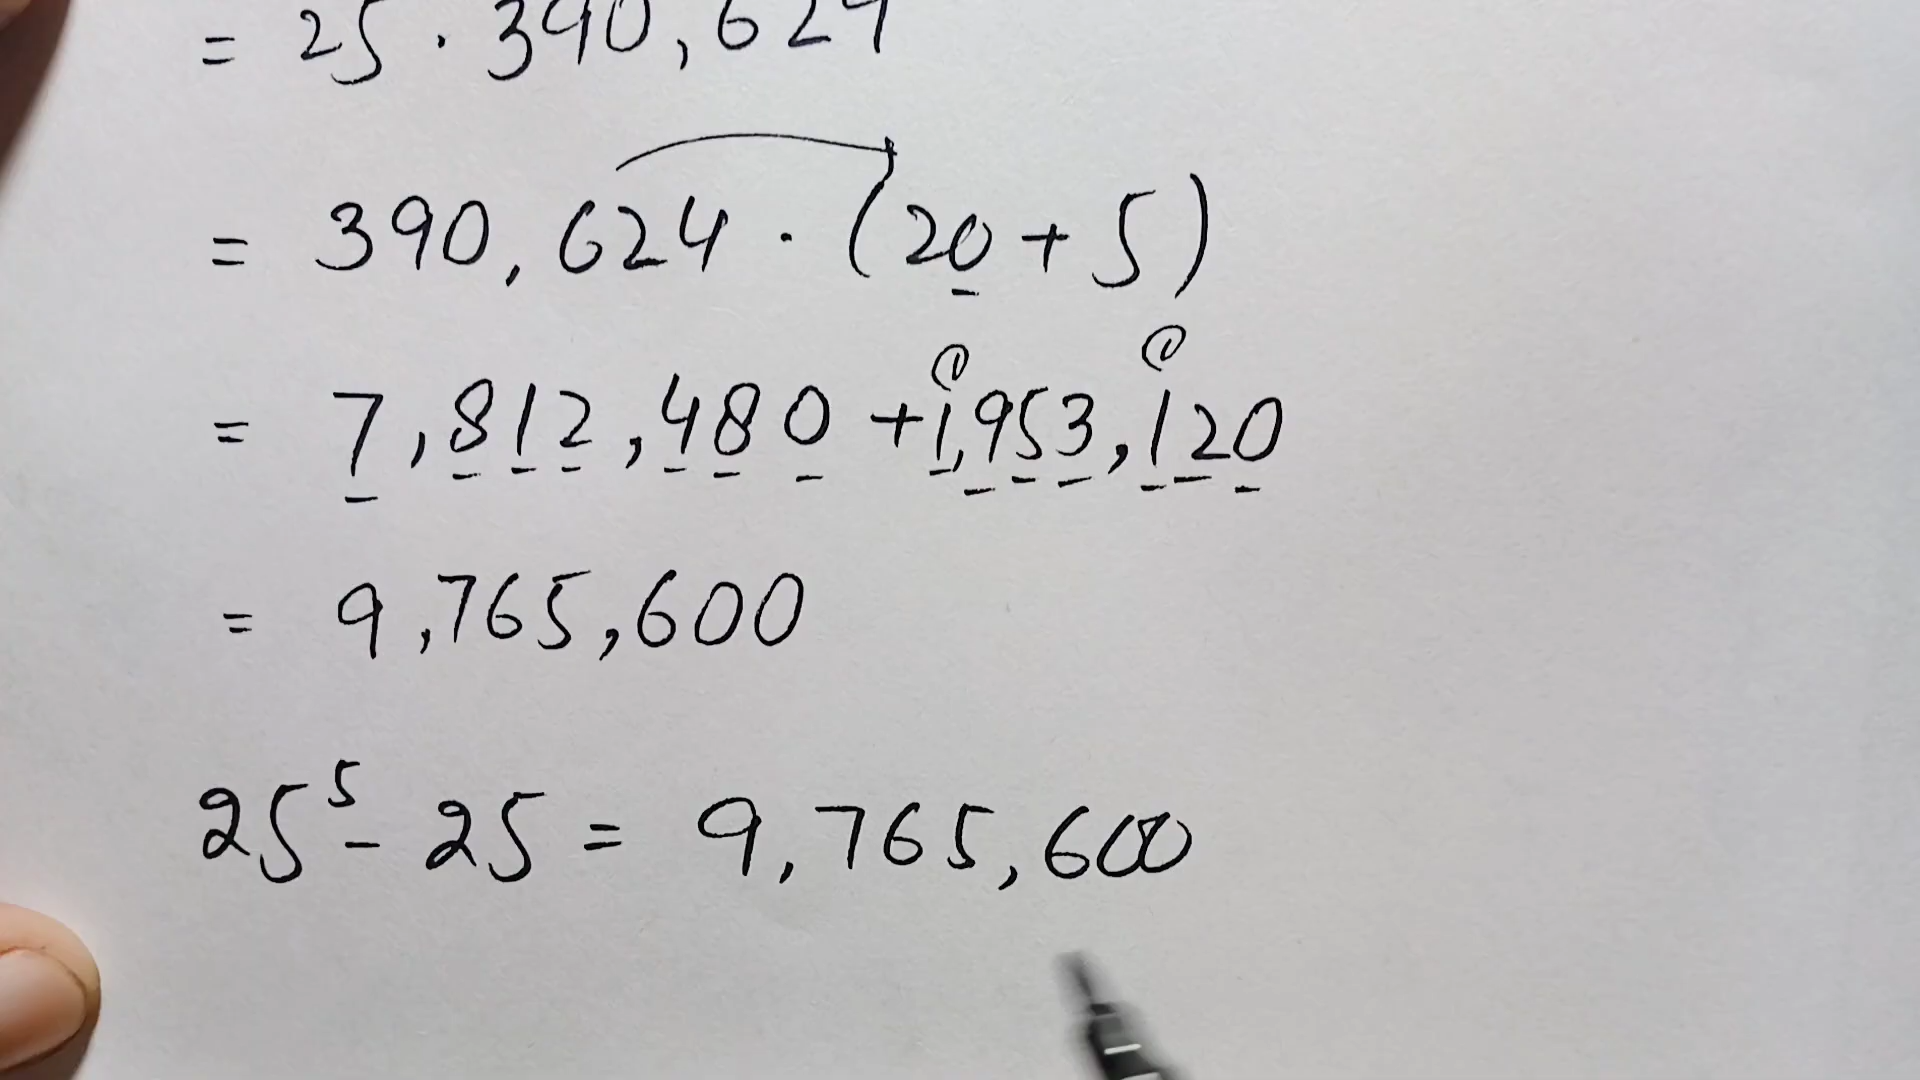 = 25 · 390,624
= 390,624 · (20 + 5)
= 7,812,480 + 1,953,120
= 9,765,600
25⁵ - 25 = 9,765,600